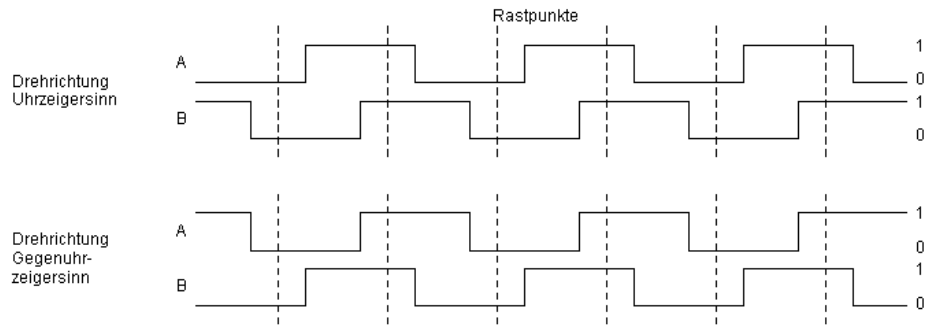 Rastpunkte
A
1
0
Drehrichtung
Uhrzeigersinn
B
1
0
A
1
0
Drehrichtung
Gegenuhr-
zeigersinn
B
1
0